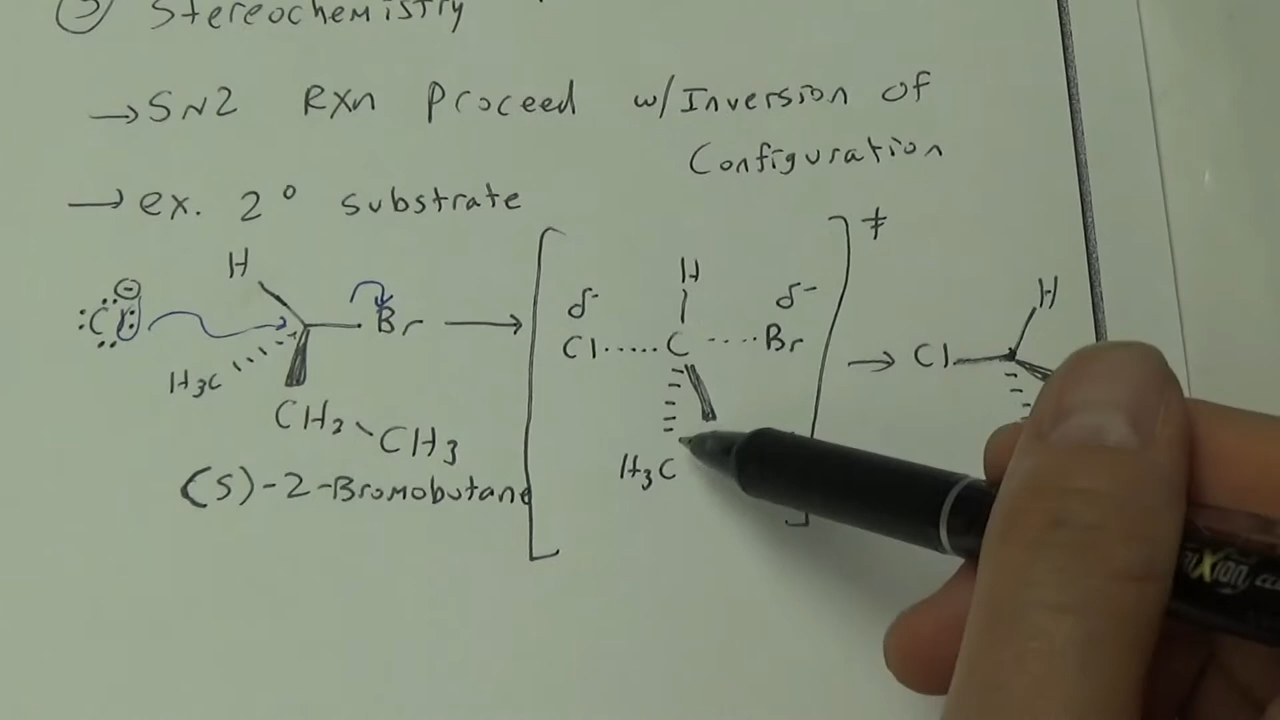 ③ Stereochemistry
→ SN2 RXn Proceed w/ Inversion of
Configuration
→ ex. 2° substrate
:Cl:⊖ H H₃C CH₂ CH₃ Br →
[ δ⁻ Cl.....C.....Br δ⁻ H H₃C ]‡
→ Cl H
(S)-2-Bromobutane